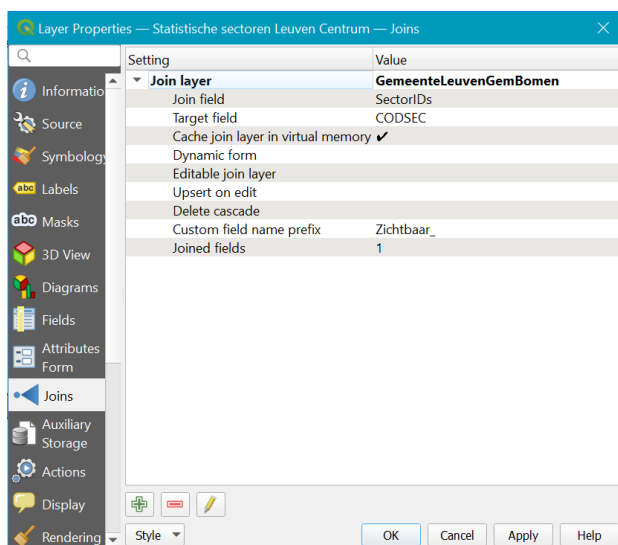 Layer Properties — Statistische sectoren Leuven Centrum — Joins
Setting Value
Join layer GemeenteLeuvenGemBomen
Join field SectorIDs
Target field CODSEC
Cache join layer in virtual memory ✔
Dynamic form
Editable join layer
Upsert on edit
Delete cascade
Custom field name prefix Zichtbaar_
Joined fields 1
i Informatio
Source
Symbology
abc Labels
abc Masks
3D View
Diagrams
Fields
Attributes
Form
Joins
Auxiliary
Storage
Actions
Display
Rendering
Style OK Cancel Apply Help